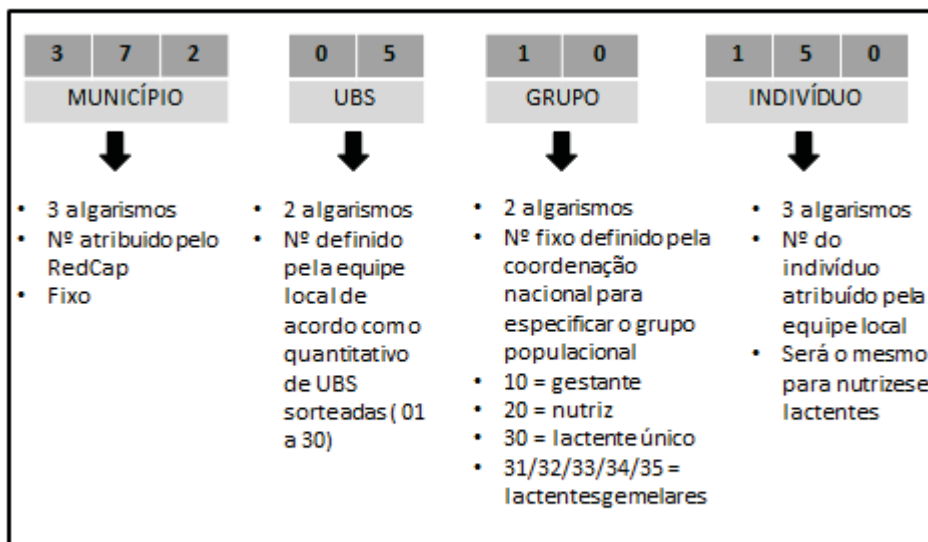 3 7 2
MUNICÍPIO
0 5
UBS
1 0
GRUPO
1 5 0
INDIVÍDUO
• 3 algarismos
• Nº atribuido pelo
RedCap
• Fixo
• 2 algarismos
• Nº definido
pela equipe
local de
acordo com o
quantitativo
de UBS
sorteadas ( 01
a 30)
• 2 algarismos
• Nº fixo definido pela
coordenação
nacional para
especificar o grupo
populacional
• 10 = gestante
• 20 = nutriz
• 30 = lactente único
• 31/32/33/34/35 =
lactentesgemelares
• 3 algarismos
• Nº do
indivíduo
atribuído pela
equipe local
• Será o mesmo
para nutrizese
lactentes